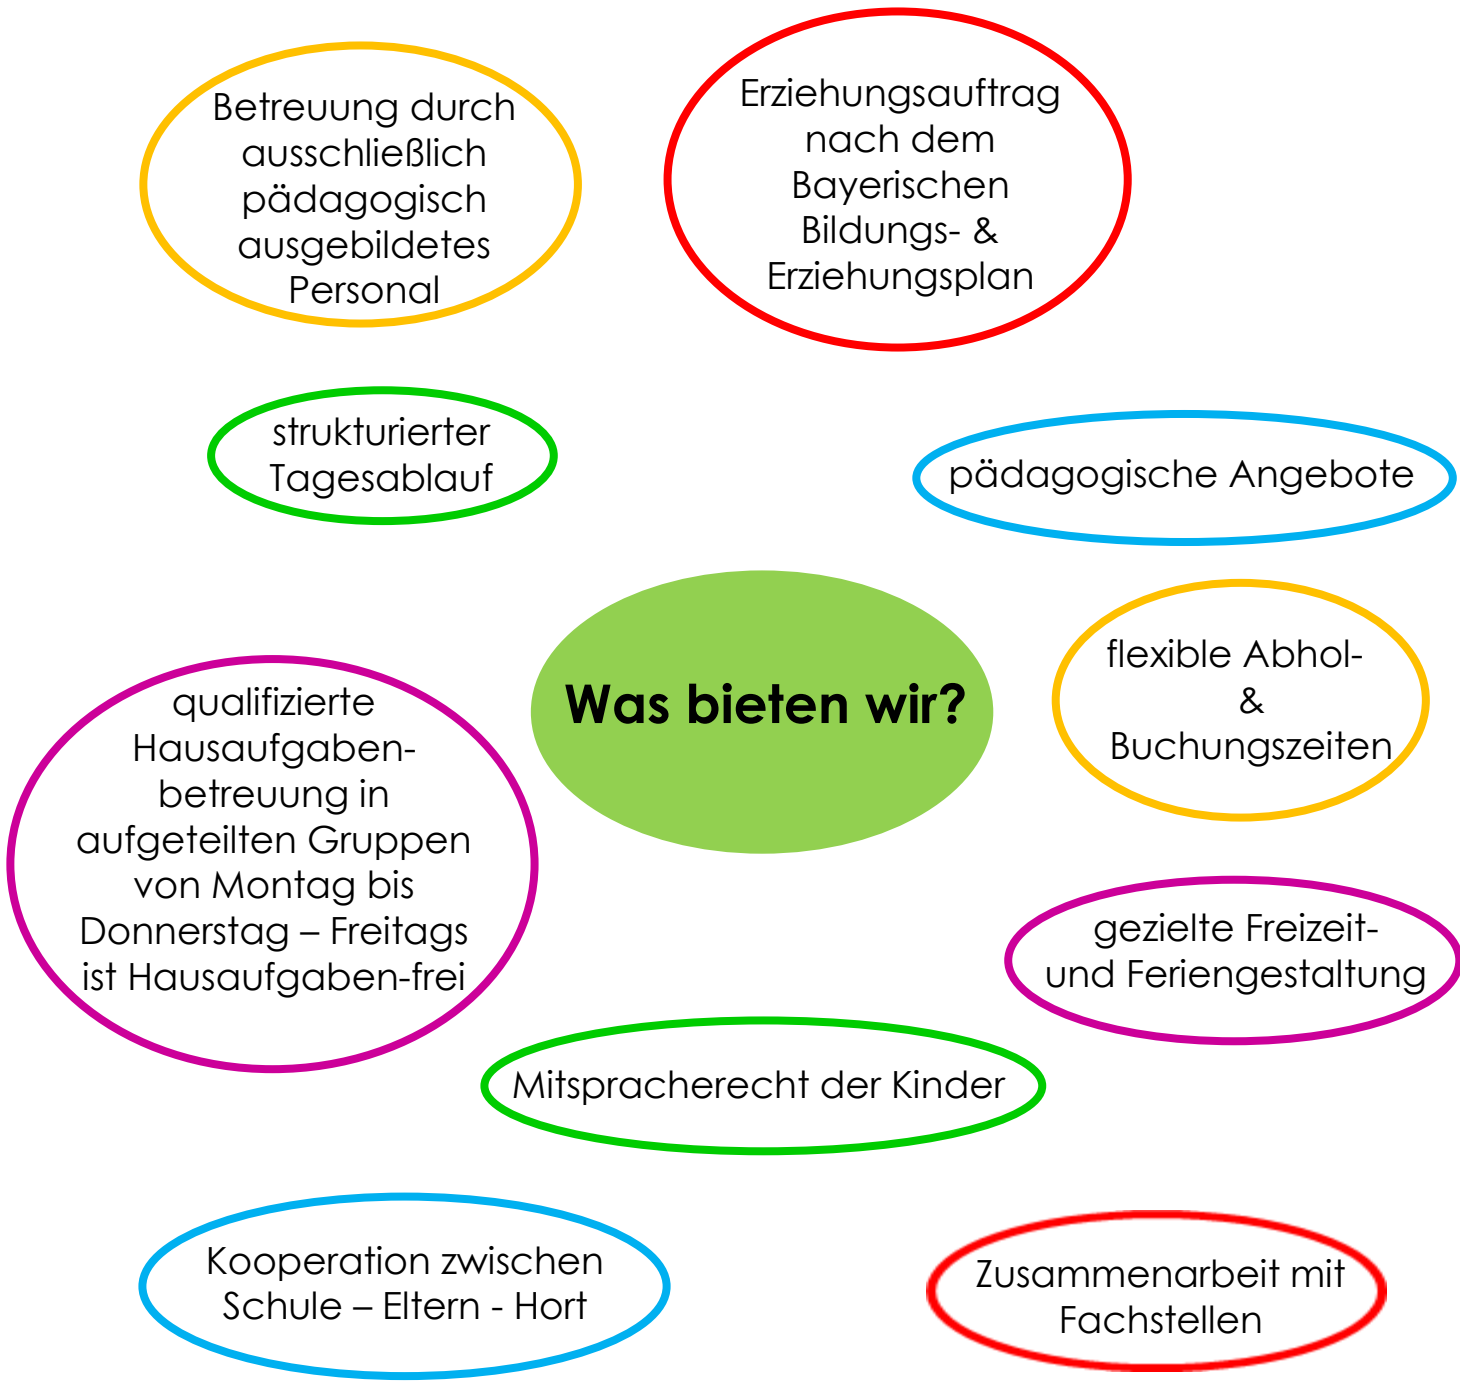 Betreuung durch
ausschließlich
pädagogisch
ausgebildetes
Personal
Erziehungsauftrag
nach dem
Bayerischen
Bildungs- &
Erziehungsplan
strukturierter
Tagesablauf
pädagogische Angebote
Was bieten wir?
flexible Abhol-
&
Buchungszeiten
qualifizierte
Hausaufgaben-
betreuung in
aufgeteilten Gruppen
von Montag bis
Donnerstag – Freitags
ist Hausaufgaben-frei
gezielte Freizeit-
und Feriengestaltung
Mitspracherecht der Kinder
Kooperation zwischen
Schule – Eltern - Hort
Zusammenarbeit mit
Fachstellen